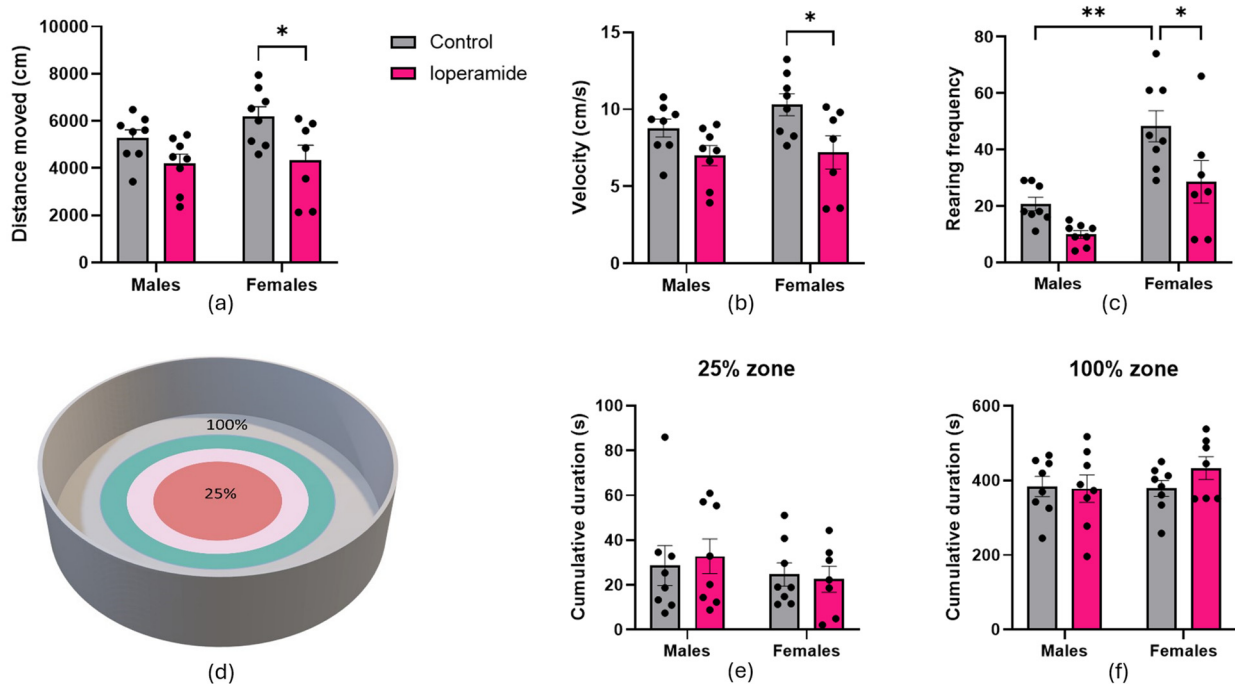 Distance moved (cm)
10000
8000
6000
4000
2000
0
*
Males
Females
(a)
Control
loperamide
Velocity (cm/s)
15
10
5
0
*
Males
Females
(b)
Rearing frequency
80
60
40
20
0
**
*
Males
Females
(c)
100%
25%
(d)
25% zone
Cumulative duration (s)
100
80
60
40
20
0
Males
Females
(e)
100% zone
Cumulative duration (s)
600
400
200
0
Males
Females
(f)